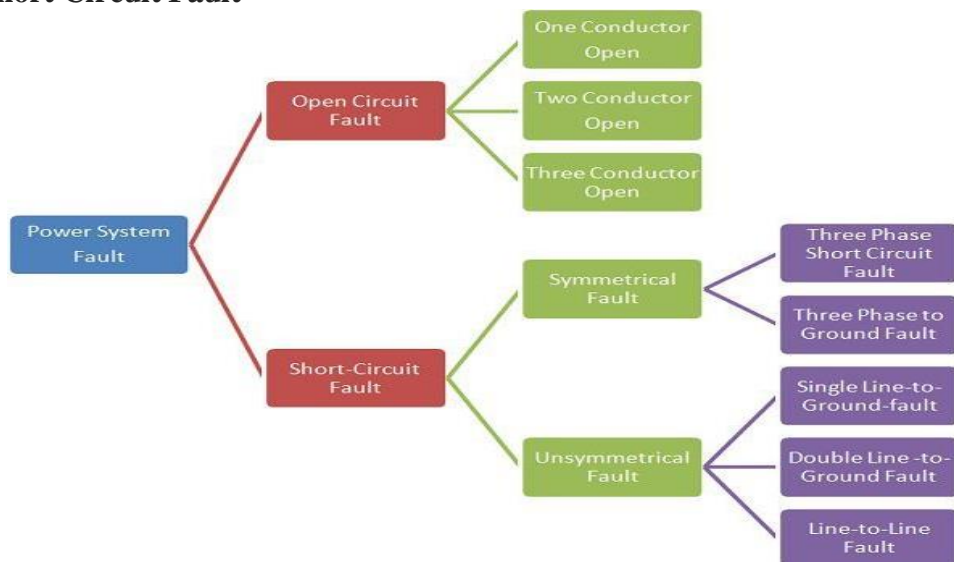 One Conductor
Open
Open Circuit
Fault
Two Conductor
Open
Three Conductor
Open
Power System
Fault
Three Phase
Short Circuit
Fault
Symmetrical
Fault
Three Phase to
Ground Fault
Short-Circuit
Fault
Single Line-to-
Ground-fault
Unsymmetrical
Fault
Double Line -to-
Ground Fault
Line-to-Line
Fault